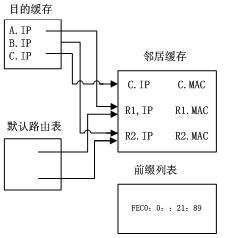 目的缓存
A.IP
B.IP
C.IP
邻居缓存
C.IP C.MAC
R1,IP R1.MAC
R2.IP R2.MAC
默认路由表
前缀列表
FEC0：0：：21：89